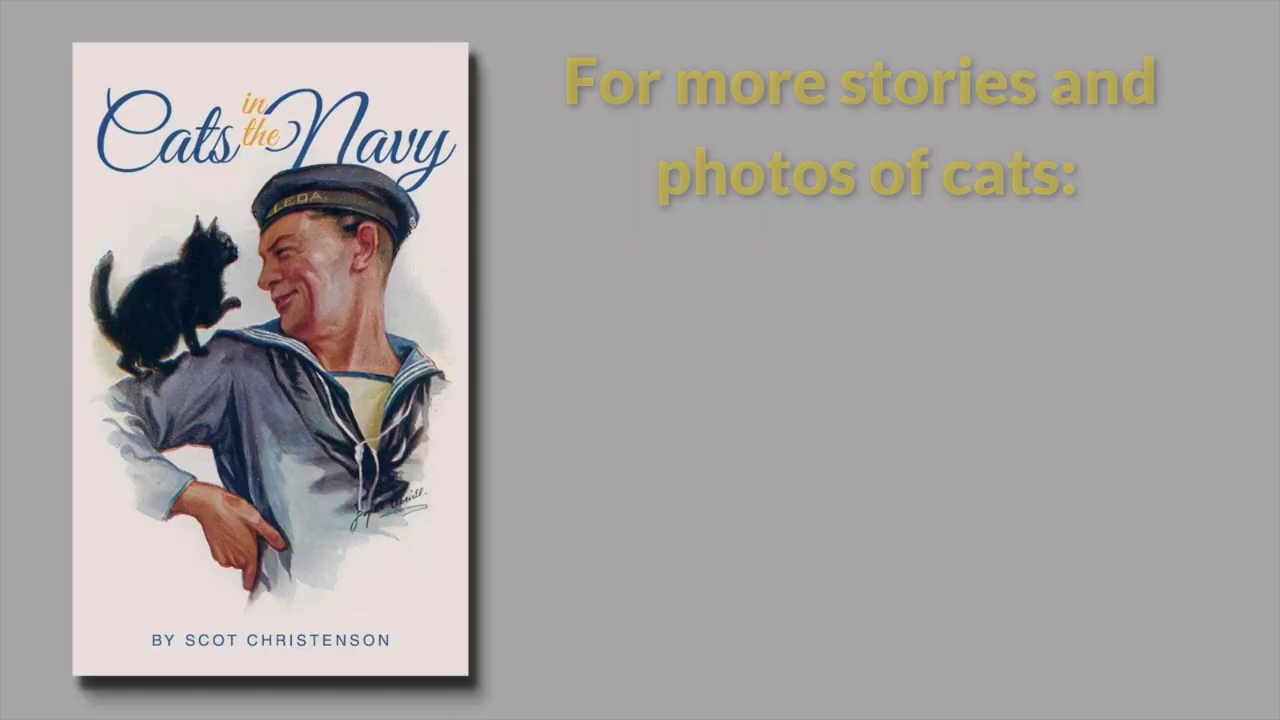 Cats in the Navy
LEDA.
BY SCOT CHRISTENSON
For more stories and
photos of cats: